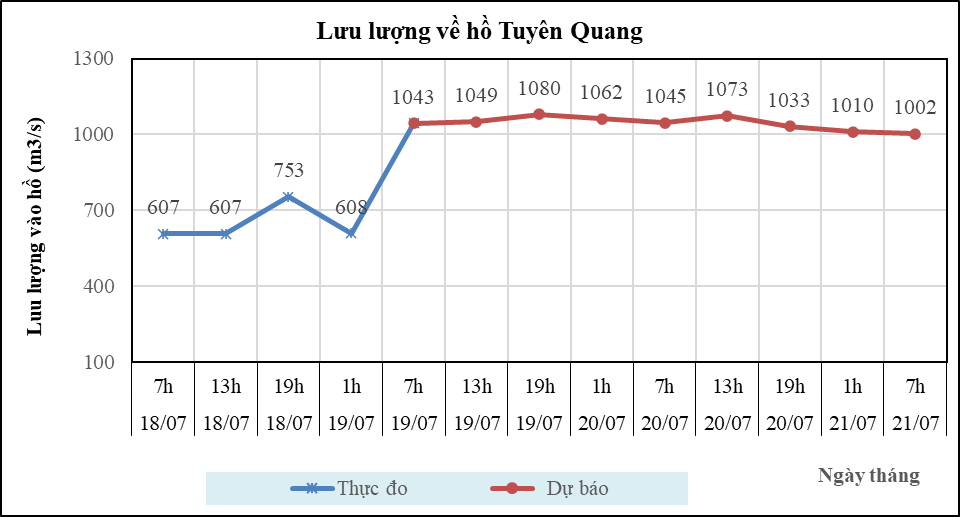 Lưu lượng về hồ Tuyên Quang
Lưu lượng vào hồ (m3/s)
1300
1000
700
400
100
607 607 753 608 1043 1049 1080 1062 1045 1073 1033 1010 1002
7h 13h 19h 1h 7h 13h 19h 1h 7h 13h 19h 1h 7h
18/07 18/07 18/07 19/07 19/07 19/07 19/07 20/07 20/07 20/07 20/07 21/07 21/07
Ngày tháng
Thực đo Dự báo